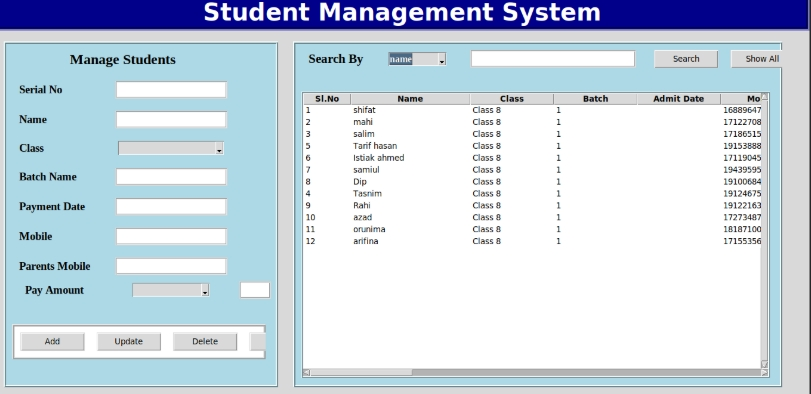 Student Management System
Manage Students
Serial No
Name
Class
Batch Name
Payment Date
Mobile
Parents Mobile
Pay Amount
Add Update Delete
Search By name Search Show All
Sl.No Name Class Batch Admit Date Mo
1 shifat Class 8 1 16889647
2 mahi Class 8 1 17122708
3 salim Class 8 1 17186515
5 Tarif hasan Class 8 1 19153888
6 Istiak ahmed Class 8 1 17119045
7 samiul Class 8 1 19439595
8 Dip Class 8 1 19100684
4 Tasnim Class 8 1 19124675
9 Rahi Class 8 1 19122163
10 azad Class 8 1 17273487
11 orunima Class 8 1 18187100
12 arifina Class 8 1 17155356